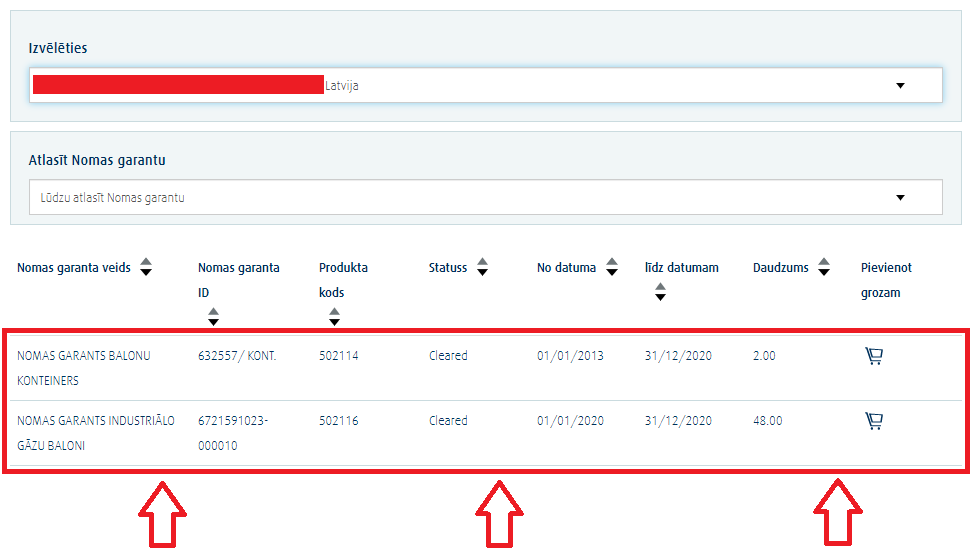 Izvēlēties
Latvija
Atlasīt Nomas garantu
Lūdzu atlasīt Nomas garantu
Nomas garanta veids Nomas garanta ID Produkta kods Statuss No datuma līdz datumam Daudzums Pievienot grozam
NOMAS GARANTS BALONU KONTEINERS 632557/ KONT. 502114 Cleared 01/01/2013 31/12/2020 2.00
NOMAS GARANTS INDUSTRIĀLO GĀZU BALONI 6721591023-000010 502116 Cleared 01/01/2020 31/12/2020 48.00